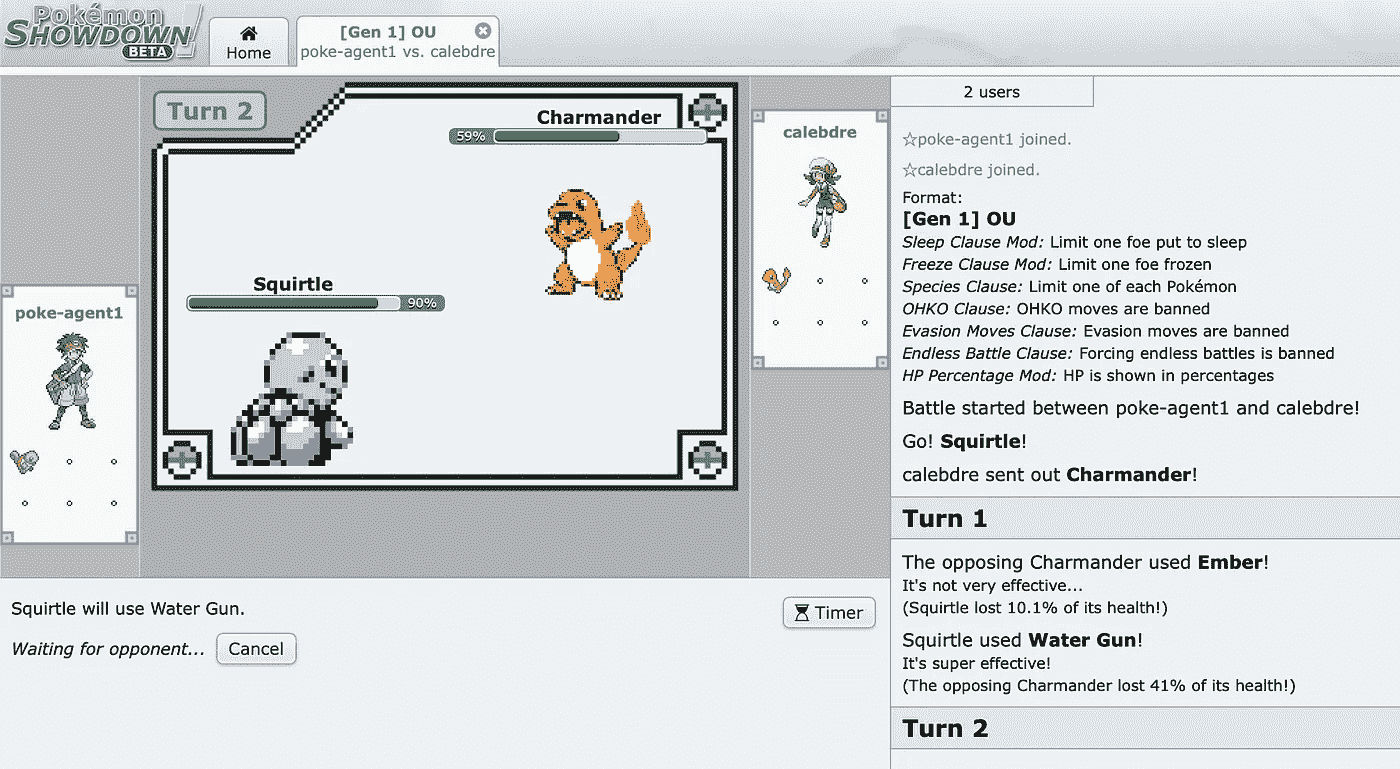 Pokémon
SHOWDOWN
BETA
Home
[Gen 1] OU
poke-agent1 vs. calebdre
Turn 2
Charmander
59%
Squirtle
90%
poke-agent1
calebdre
Squirtle will use Water Gun.
Timer
Waiting for opponent...
Cancel
2 users
☆poke-agent1 joined.
☆calebdre joined.
Format:
[Gen 1] OU
Sleep Clause Mod: Limit one foe put to sleep
Freeze Clause Mod: Limit one foe frozen
Species Clause: Limit one of each Pokémon
OHKO Clause: OHKO moves are banned
Evasion Moves Clause: Evasion moves are banned
Endless Battle Clause: Forcing endless battles is banned
HP Percentage Mod: HP is shown in percentages
Battle started between poke-agent1 and calebdre!
Go! Squirtle!
calebdre sent out Charmander!
Turn 1
The opposing Charmander used Ember!
It's not very effective...
(Squirtle lost 10.1% of its health!)
Squirtle used Water Gun!
It's super effective!
(The opposing Charmander lost 41% of its health!)
Turn 2